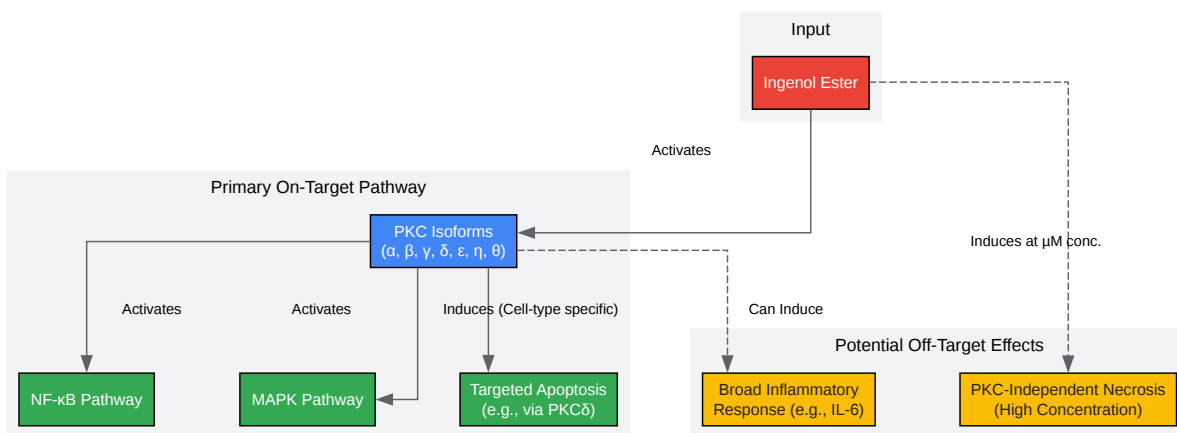 Input
Ingenol Ester
Activates
Primary On-Target Pathway
PKC Isoforms
(α, β, γ, δ, ε, η, θ)
Induces at µM conc.
Activates
Activates
Induces (Cell-type specific)
Can Induce
Potential Off-Target Effects
NF-κB Pathway
MAPK Pathway
Targeted Apoptosis
(e.g., via PKCδ)
Broad Inflammatory
Response (e.g., IL-6)
PKC-Independent Necrosis
(High Concentration)